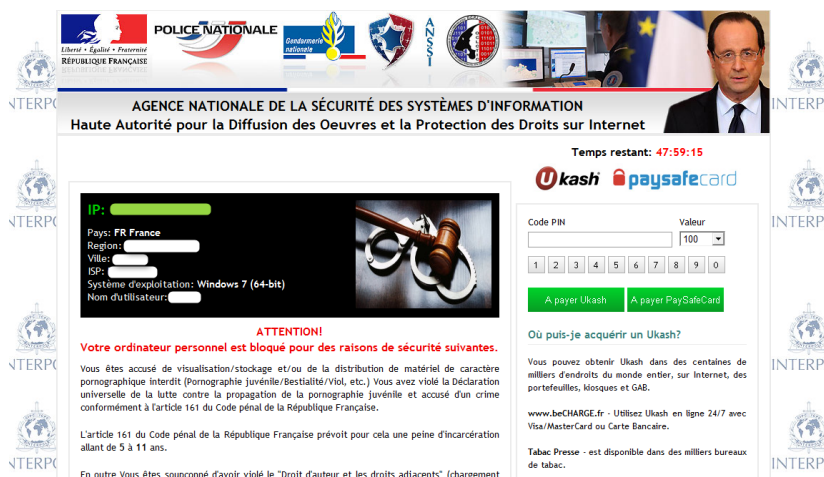 Liberté • Égalité • Fraternité
RÉPUBLIQUE FRANÇAISE
POLICE NATIONALE
Gendarmerie
nationale
ANSSI
AGENCE NATIONALE DE LA SÉCURITÉ DES SYSTÈMES D'INFORMATION
Haute Autorité pour la Diffusion des Oeuvres et la Protection des Droits sur Internet
INTERPOL
Temps restant: 47:59:15
Ukash paysafecard
IP:
Pays: FR France
Region:
Ville:
ISP:
Système d'exploitation: Windows 7 (64-bit)
Nom d'utilisateur:
ATTENTION!
Votre ordinateur personnel est bloqué pour des raisons de sécurité suivantes.
Vous êtes accusé de visualisation/stockage et/ou de la distribution de matériel de caractère
pornographique interdit (Pornographie juvénile/Bestialité/Viol, etc.) Vous avez violé la Déclaration
universelle de la lutte contre la propagation de la pornographie juvénile et accusé d'un crime
conformément à l'article 161 du Code pénal de la République Française.
L'article 161 du Code pénal de la République Française prévoit pour cela une peine d'incarcération
allant de 5 à 11 ans.
En outre Vous êtes soupçonné d'avoir violé le "Droit d'auteur et les droits adjacents" (chargement
Code PIN
Valeur
100
1 2 3 4 5 6 7 8 9 0
A payer Ukash
A payer PaySafeCard
Où puis-je acquérir un Ukash?
Vous pouvez obtenir Ukash dans des centaines de
milliers d'endroits du monde entier, sur Internet, des
portefeuilles, kiosques et GAB.
www.beCHARGE.fr - Utilisez Ukash en ligne 24/7 avec
Visa/MasterCard ou Carte Bancaire.
Tabac Presse - est disponible dans des milliers bureaux
de tabac.